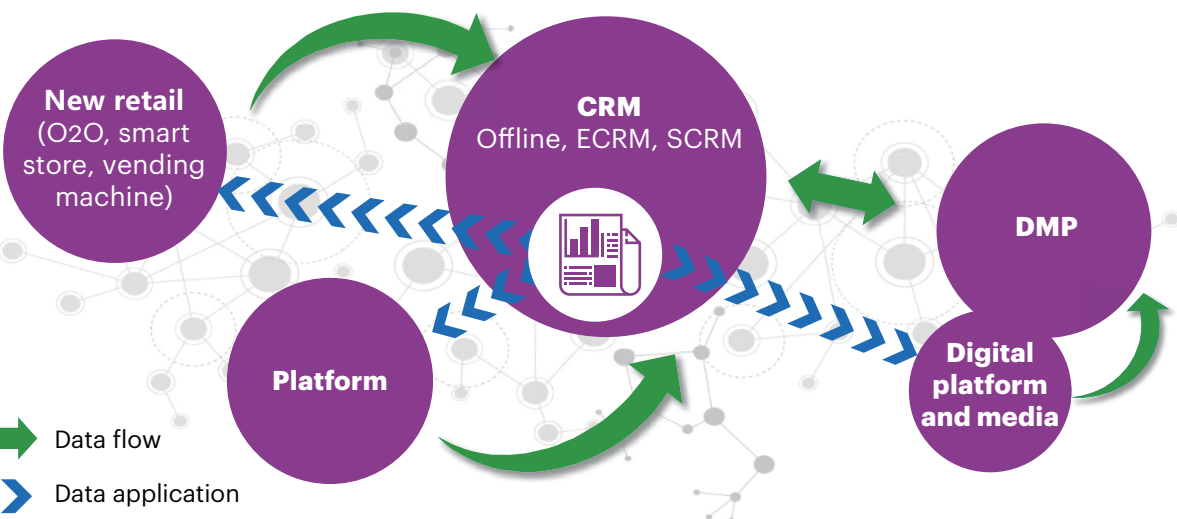 New retail
(O2O, smart
store, vending
machine)
CRM
Offline, ECRM, SCRM
DMP
Platform
Digital
platform
and media
Data flow
Data application